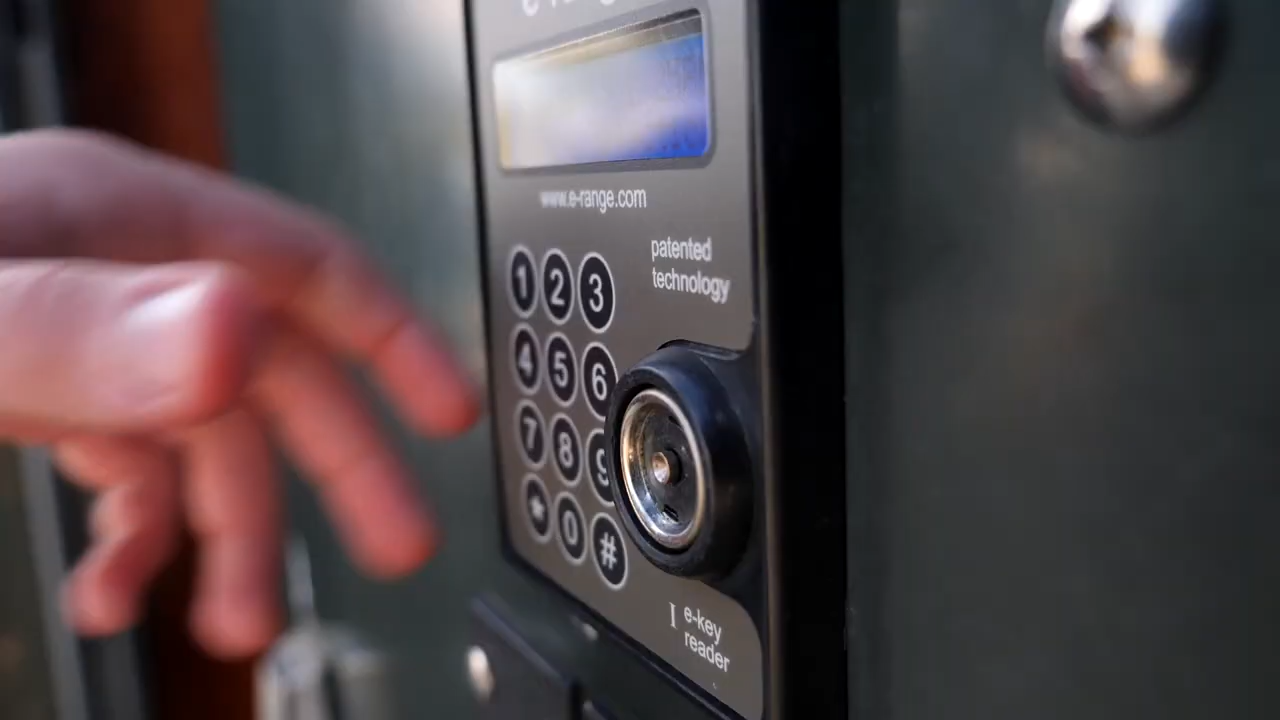 www.e-range.com
patented
technology
1 2 3
4 5 6
7 8 9
* 0 #
e-key
reader